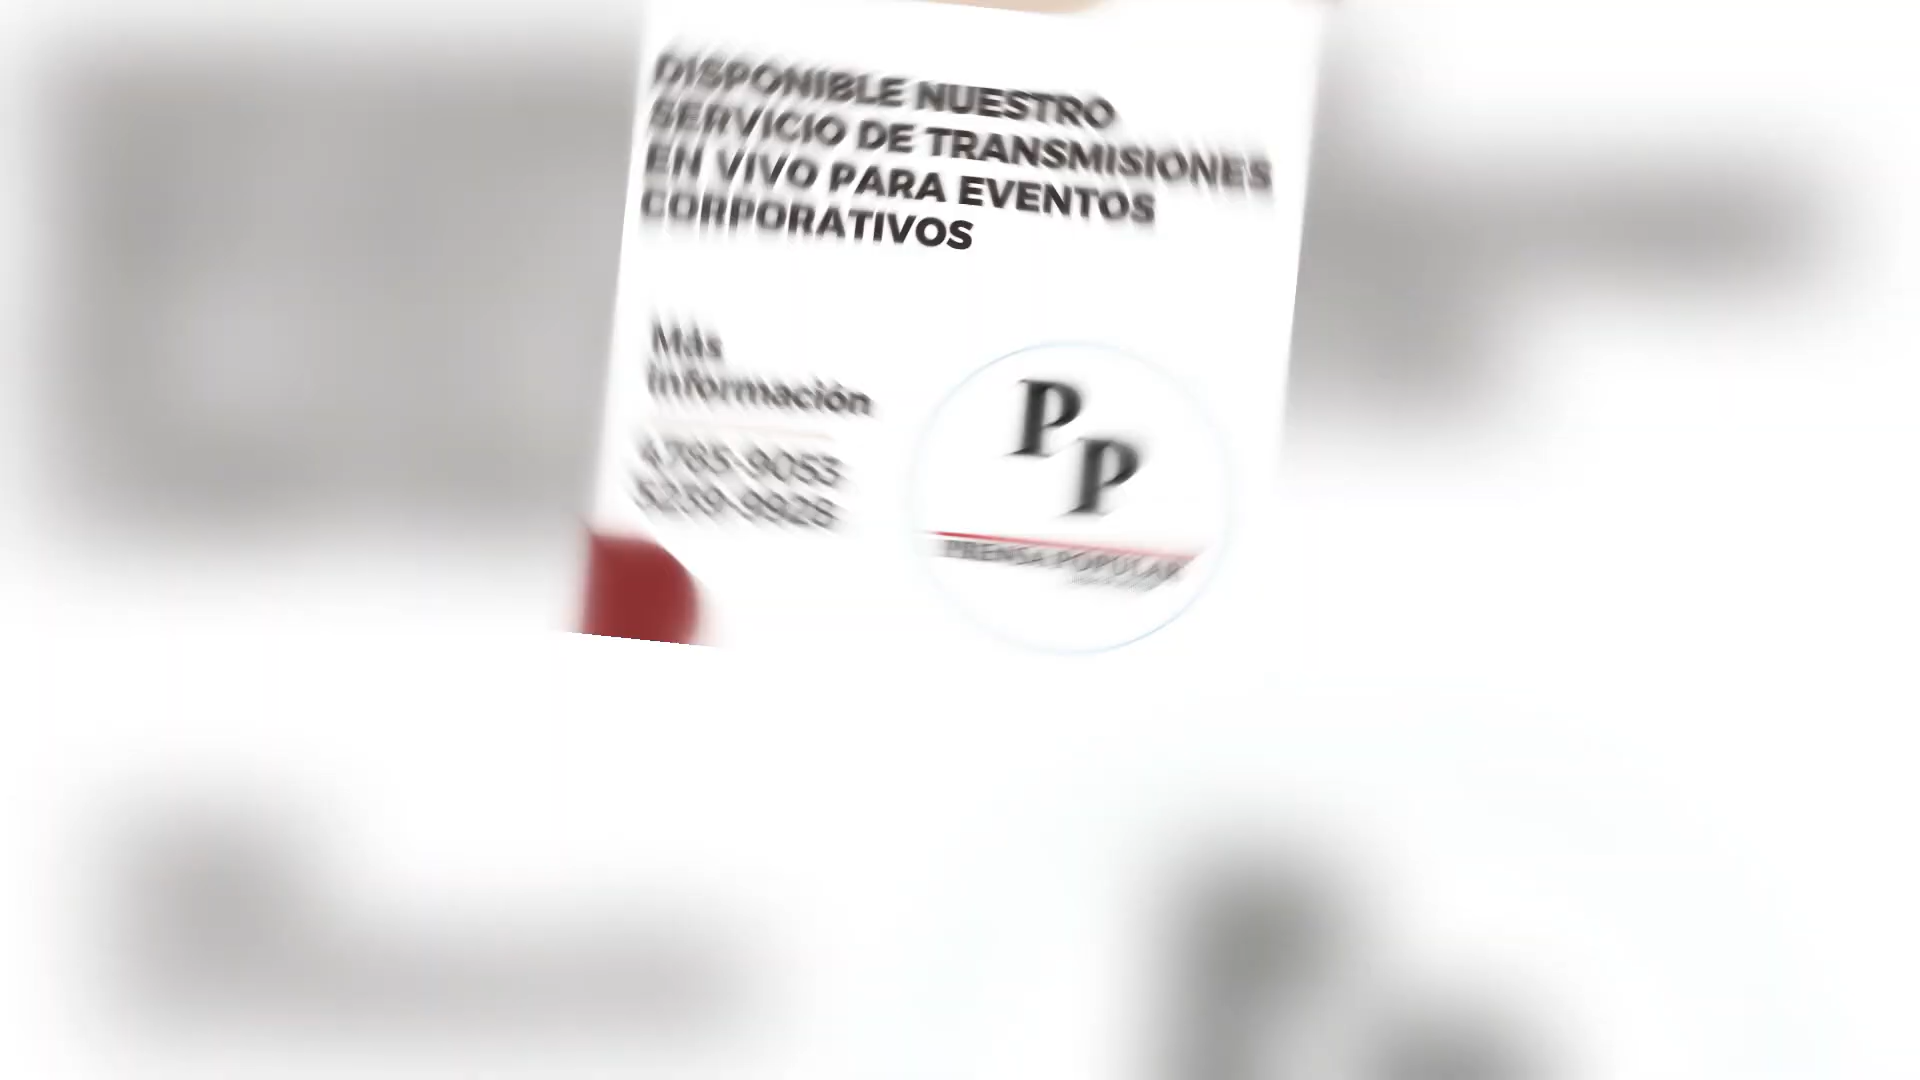 DISPONIBLE NUESTRO
SERVICIO DE TRANSMISIONES
EN VIVO PARA EVENTOS
CORPORATIVOS
Más
información
PP
PRENSA POPULAR